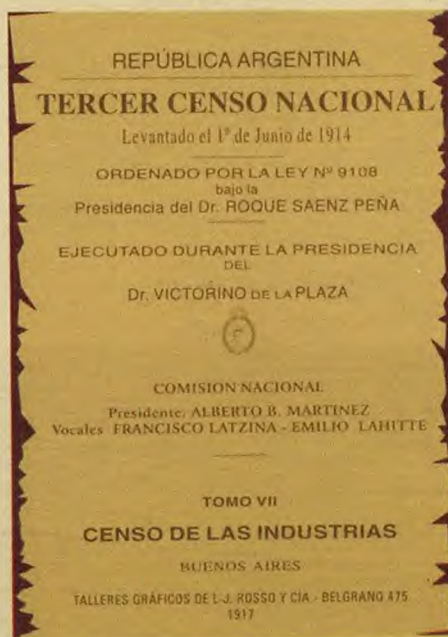 REPÚBLICA ARGENTINA
TERCER CENSO NACIONAL
Levantado el 1º de Junio de 1914
ORDENADO POR LA LEY Nº 9108
bajo la
Presidencia del Dr. ROQUE SAENZ PEÑA
EJECUTADO DURANTE LA PRESIDENCIA
DEL
Dr. VICTORINO DE LA PLAZA
COMISION NACIONAL
Presidente: ALBERTO B. MARTINEZ
Vocales FRANCISCO LATZINA - EMILIO LAHITTE
TOMO VII
CENSO DE LAS INDUSTRIAS
BUENOS AIRES
TALLERES GRÁFICOS DE L-J. ROSSO Y CÍA - BELGRANO 475
1917